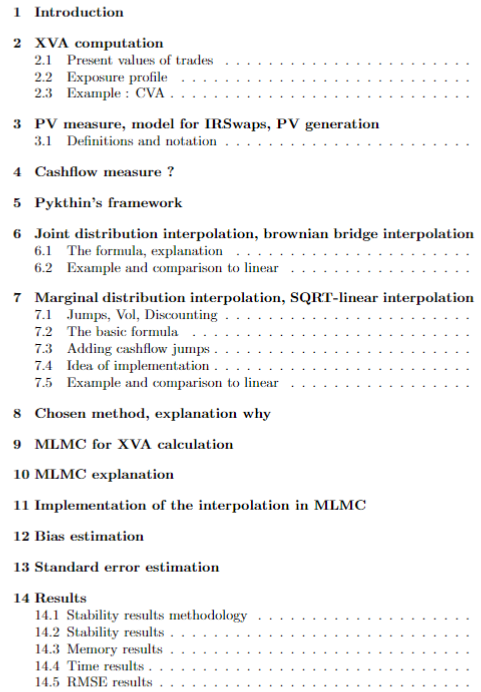 1 Introduction
2 XVA computation
2.1 Present values of trades . . . . . . . . . . . . . . . . . . . . . . .
2.2 Exposure profile . . . . . . . . . . . . . . . . . . . . . . . . . .
2.3 Example : CVA . . . . . . . . . . . . . . . . . . . . . . . . . . .
3 PV measure, model for IRSwaps, PV generation
3.1 Definitions and notation . . . . . . . . . . . . . . . . . . . . . . .
4 Cashflow measure ?
5 Pykthin's framework
6 Joint distribution interpolation, brownian bridge interpolation
6.1 The formula, explanation . . . . . . . . . . . . . . . . . . . . . .
6.2 Example and comparison to linear . . . . . . . . . . . . . . . . .
7 Marginal distribution interpolation, SQRT-linear interpolation
7.1 Jumps, Vol, Discounting . . . . . . . . . . . . . . . . . . . . . . .
7.2 The basic formula . . . . . . . . . . . . . . . . . . . . . . . . . .
7.3 Adding cashflow jumps . . . . . . . . . . . . . . . . . . . . . . . .
7.4 Idea of implementation . . . . . . . . . . . . . . . . . . . . . . . .
7.5 Example and comparison to linear . . . . . . . . . . . . . . . . .
8 Chosen method, explanation why
9 MLMC for XVA calculation
10 MLMC explanation
11 Implementation of the interpolation in MLMC
12 Bias estimation
13 Standard error estimation
14 Results
14.1 Stability results methodology . . . . . . . . . . . . . . . . . . . .
14.2 Stability results . . . . . . . . . . . . . . . . . . . . . . . . . . .
14.3 Memory results . . . . . . . . . . . . . . . . . . . . . . . . . . .
14.4 Time results . . . . . . . . . . . . . . . . . . . . . . . . . . . . .
14.5 RMSE results . . . . . . . . . . . . . . . . . . . . . . . . . . . .